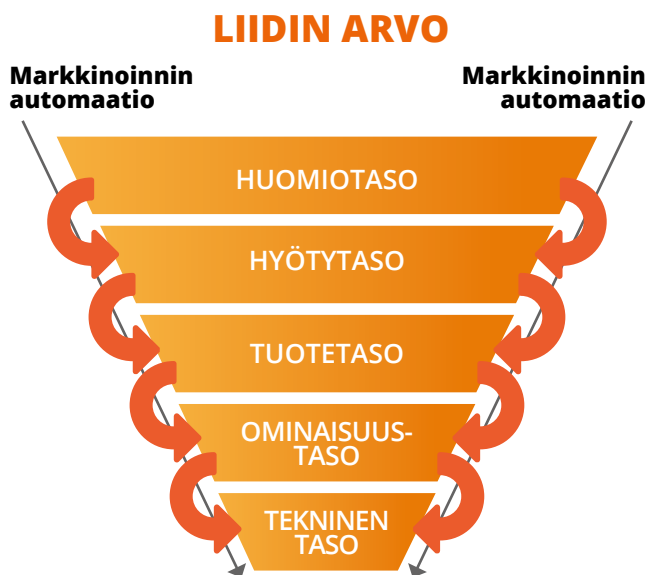 LIIDIN ARVO
Markkinoinnin
automaatio
Markkinoinnin
automaatio
HUOMIOTASO
HYÖTYTASO
TUOTETASO
OMINAISUUS-
TASO
TEKNINEN
TASO